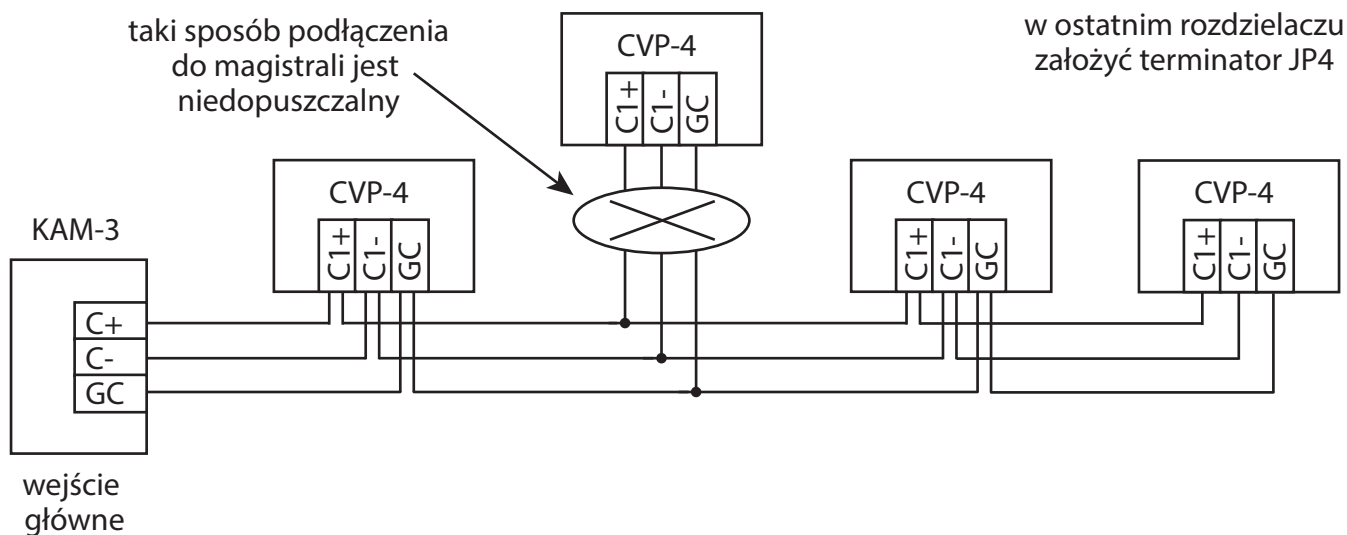 taki sposób podłączenia
do magistrali jest
niedopuszczalny
CVP-4
C1+
C1-
GC
w ostatnim rozdzielaczu
założyć terminator JP4
CVP-4
C1+
C1-
GC
CVP-4
C1+
C1-
GC
CVP-4
C1+
C1-
GC
KAM-3
C+
C-
GC
wejście
główne